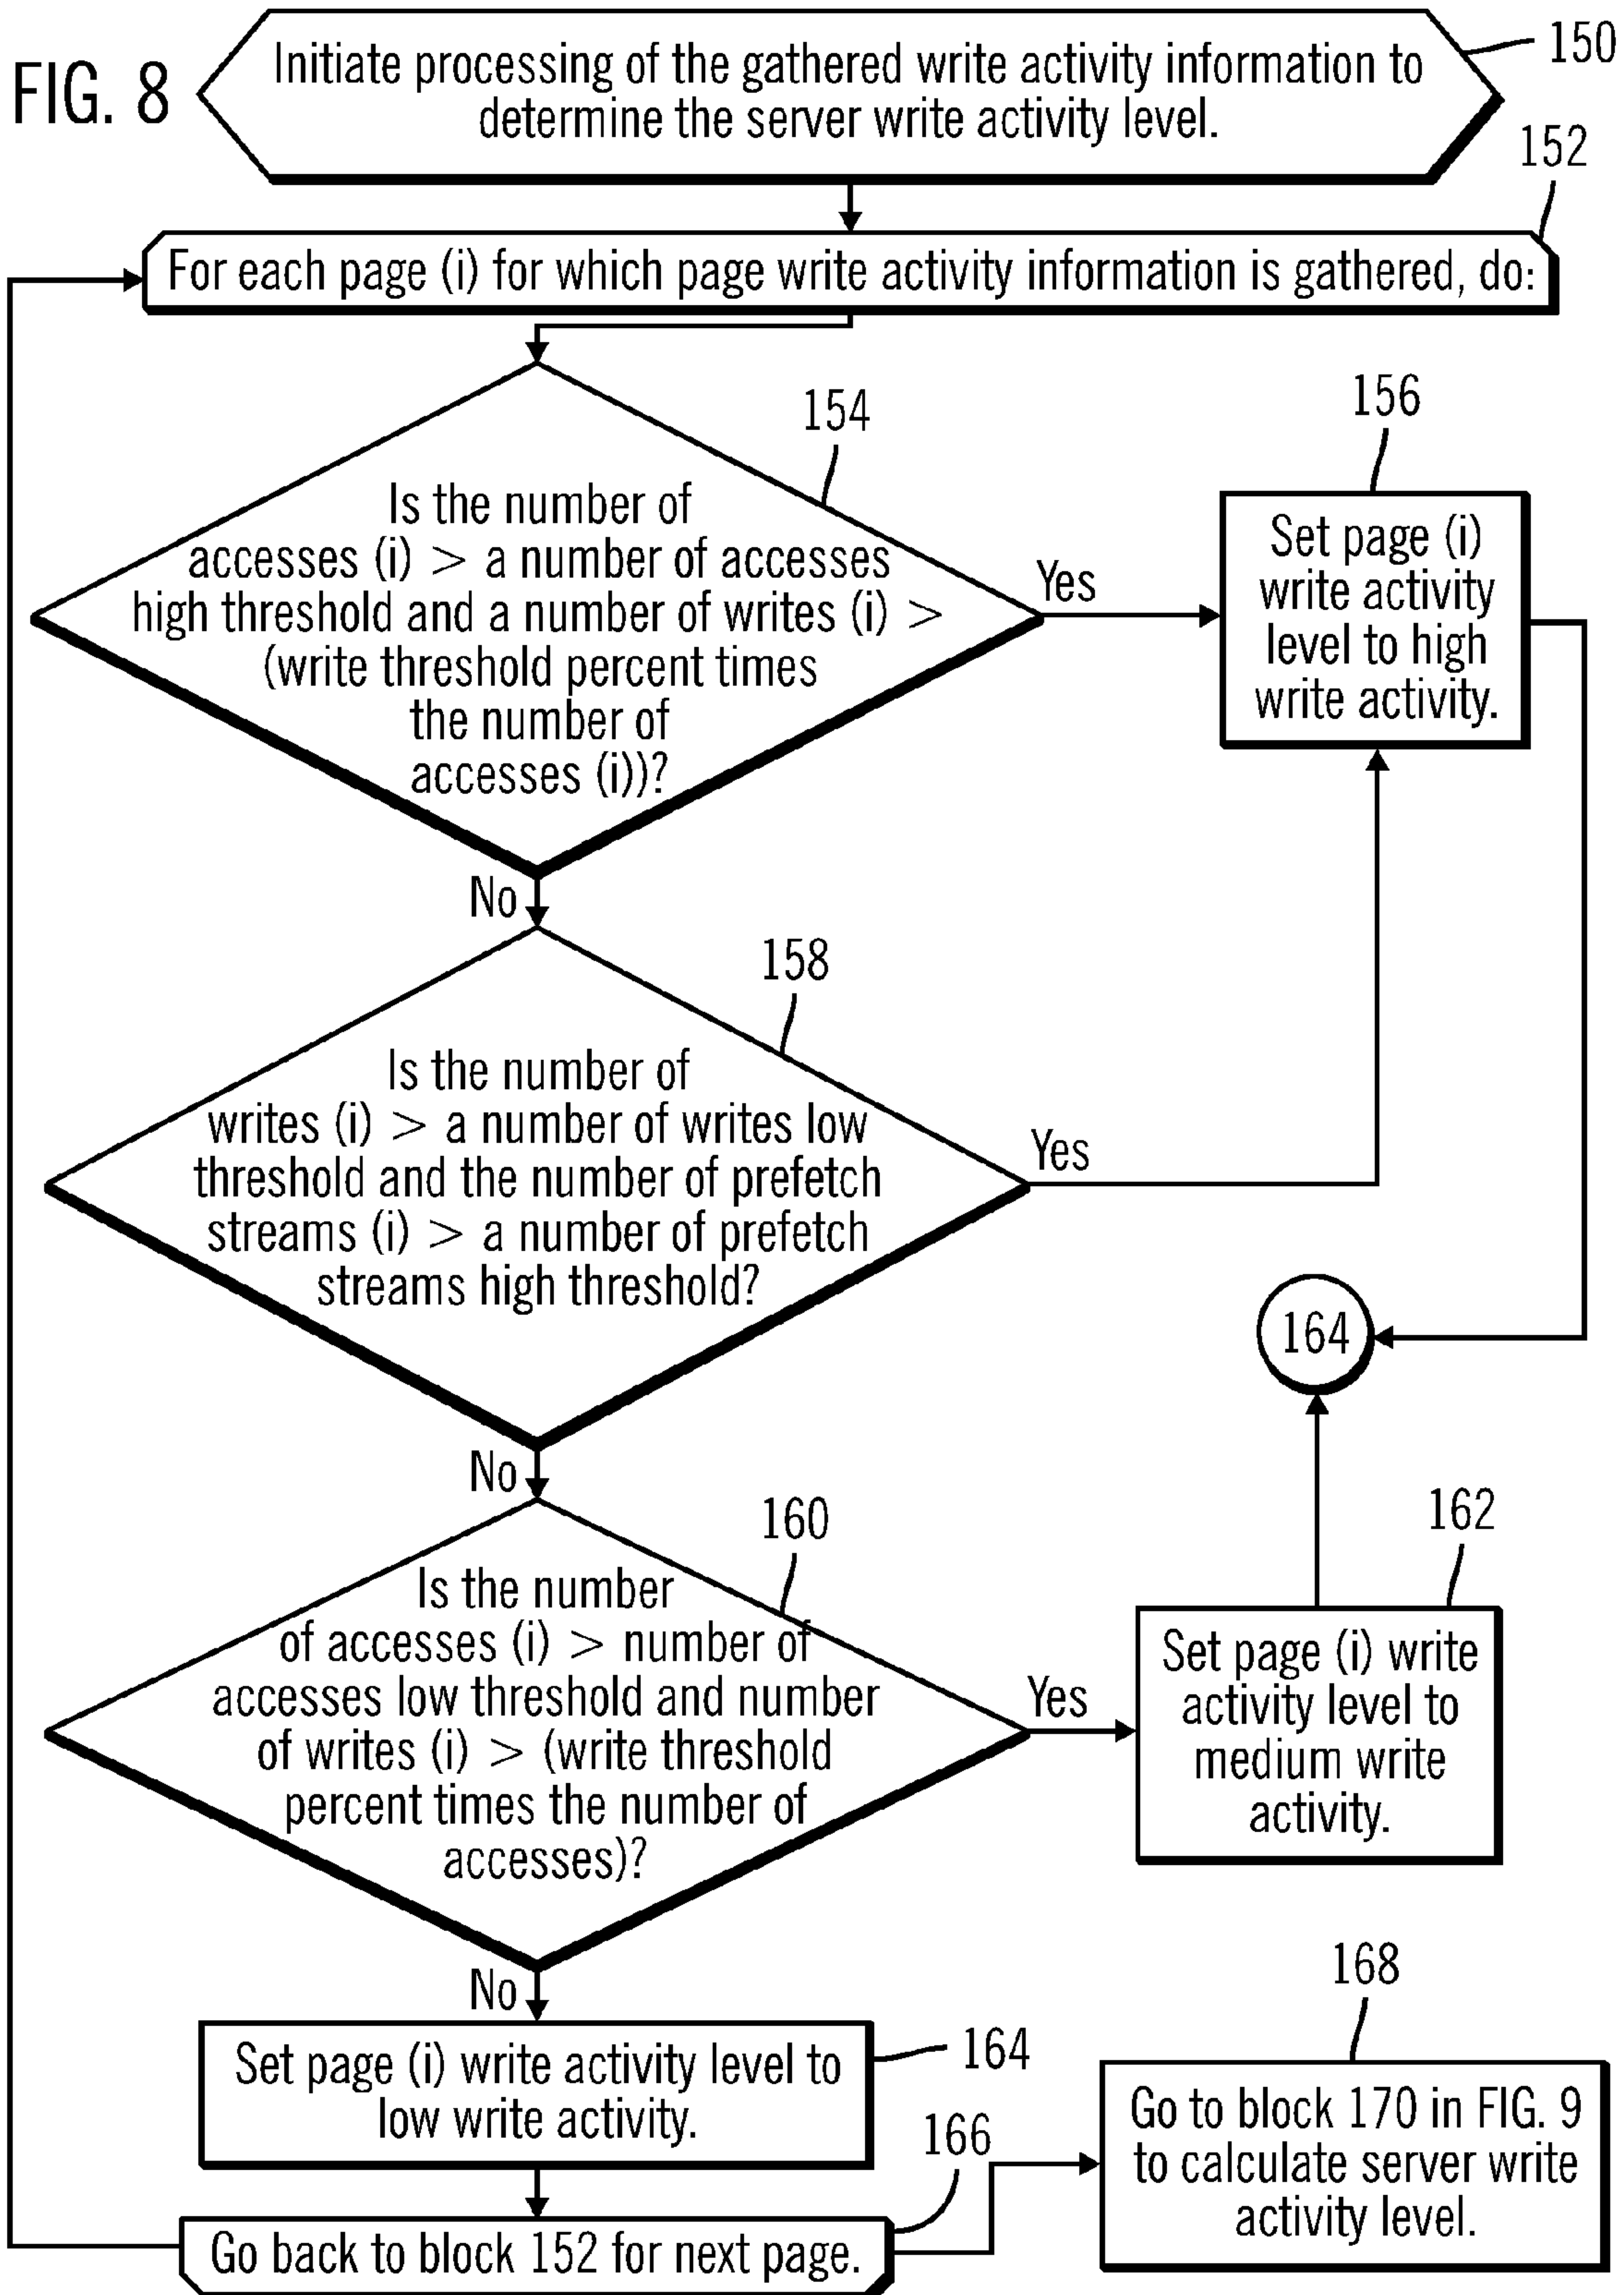 FIG. 8
Initiate processing of the gathered write activity information to
determine the server write activity level.
150
152
For each page (i) for which page write activity information is gathered, do:
154
Is the number of
accesses (i) > a number of accesses
high threshold and a number of writes (i) >
(write threshold percent times
the number of
accesses (i))?
Yes
156
Set page (i)
write activity
level to high
write activity.
No
158
Is the number of
writes (i) > a number of writes low
threshold and the number of prefetch
streams (i) > a number of prefetch
streams high threshold?
Yes
164
No
160
Is the number
of accesses (i) > number of
accesses low threshold and number
of writes (i) > (write threshold
percent times the number of
accesses)?
Yes
162
Set page (i) write
activity level to
medium write
activity.
No
Set page (i) write activity level to
low write activity.
164
166
Go back to block 152 for next page.
168
Go to block 170 in FIG. 9
to calculate server write
activity level.